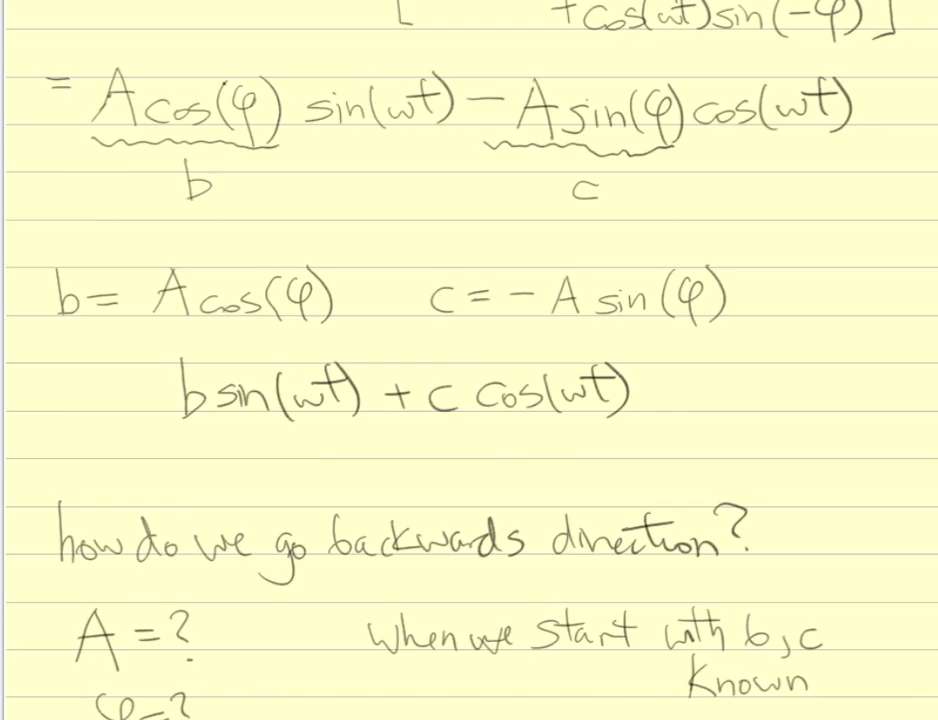 [ + cos(ωt) sin(-φ) ]
= A cos(φ) sin(ωt) - A sin(φ) cos(ωt)
b c
b = A cos(φ) c = - A sin(φ)
b sin(ωt) + c cos(ωt)
how do we go backwards direction?
A = ? when we start with b, c
known
φ = ?